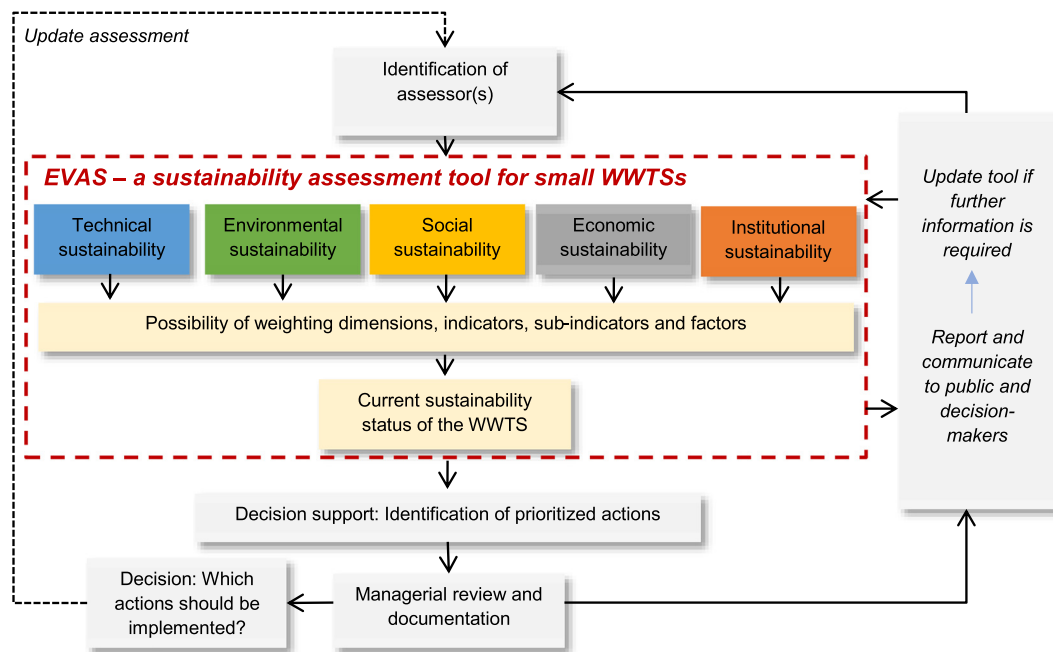 Update assessment
Identification of
assessor(s)
EVAS – a sustainability assessment tool for small WWTSs
Technical
sustainability
Environmental
sustainability
Social
sustainability
Economic
sustainability
Institutional
sustainability
Possibility of weighting dimensions, indicators, sub-indicators and factors
Current sustainability
status of the WWTS
Update tool if
further
information is
required
Report and
communicate
to public and
decision-
makers
Decision support: Identification of prioritized actions
Decision: Which
actions should be
implemented?
Managerial review and
documentation